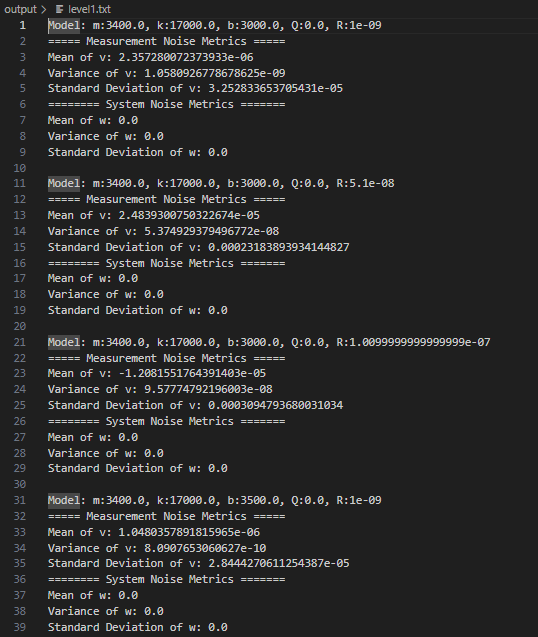 output > level1.txt
1 Model: m:3400.0, k:17000.0, b:3000.0, Q:0.0, R:1e-09
2 ===== Measurement Noise Metrics =====
3 Mean of v: 2.357280072373933e-06
4 Variance of v: 1.0580926778678625e-09
5 Standard Deviation of v: 3.252833653705431e-05
6 ======== System Noise Metrics =======
7 Mean of w: 0.0
8 Variance of w: 0.0
9 Standard Deviation of w: 0.0
10
11 Model: m:3400.0, k:17000.0, b:3000.0, Q:0.0, R:5.1e-08
12 ===== Measurement Noise Metrics =====
13 Mean of v: 2.4839300750322674e-05
14 Variance of v: 5.374929379496772e-08
15 Standard Deviation of v: 0.00023183893934144827
16 ======== System Noise Metrics =======
17 Mean of w: 0.0
18 Variance of w: 0.0
19 Standard Deviation of w: 0.0
20
21 Model: m:3400.0, k:17000.0, b:3000.0, Q:0.0, R:1.0099999999999999e-07
22 ===== Measurement Noise Metrics =====
23 Mean of v: -1.2081551764391403e-05
24 Variance of v: 9.57774792196003e-08
25 Standard Deviation of v: 0.0003094793680031034
26 ======== System Noise Metrics =======
27 Mean of w: 0.0
28 Variance of w: 0.0
29 Standard Deviation of w: 0.0
30
31 Model: m:3400.0, k:17000.0, b:3500.0, Q:0.0, R:1e-09
32 ===== Measurement Noise Metrics =====
33 Mean of v: 1.0480357891815965e-06
34 Variance of v: 8.0907653060627e-10
35 Standard Deviation of v: 2.8444270611254387e-05
36 ======== System Noise Metrics =======
37 Mean of w: 0.0
38 Variance of w: 0.0
39 Standard Deviation of w: 0.0